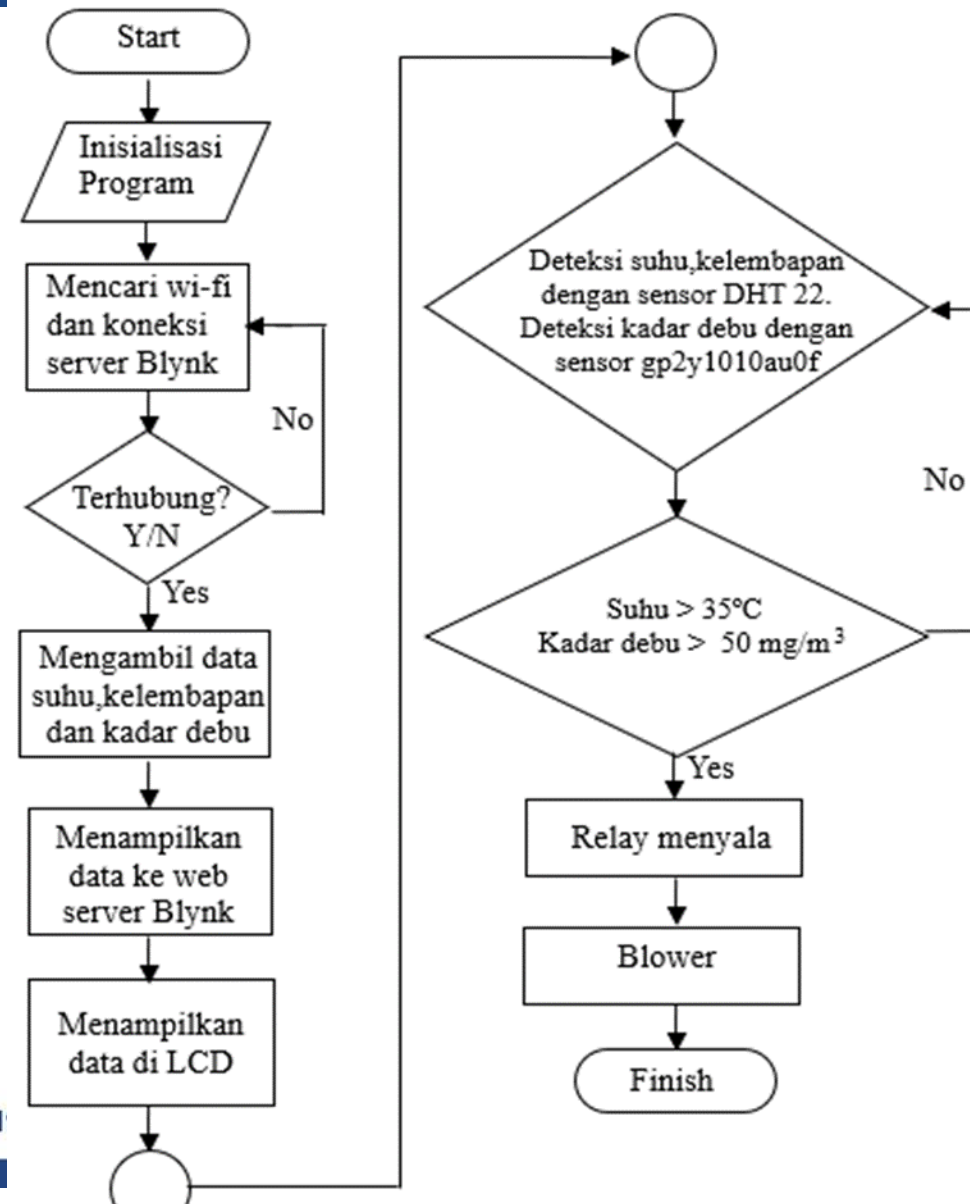 Start
Inisialisasi
Program
Mencari wi-fi
dan koneksi
server Blynk
No
Terhubung?
Y/N
Yes
Mengambil data
suhu,kelembapan
dan kadar debu
Menampilkan
data ke web
server Blynk
Menampilkan
data di LCD
Deteksi suhu,kelembapan
dengan sensor DHT 22.
Deteksi kadar debu dengan
sensor gp2y1010au0f
No
Suhu > 35°C
Kadar debu > 50 mg/m³
Yes
Relay menyala
Blower
Finish